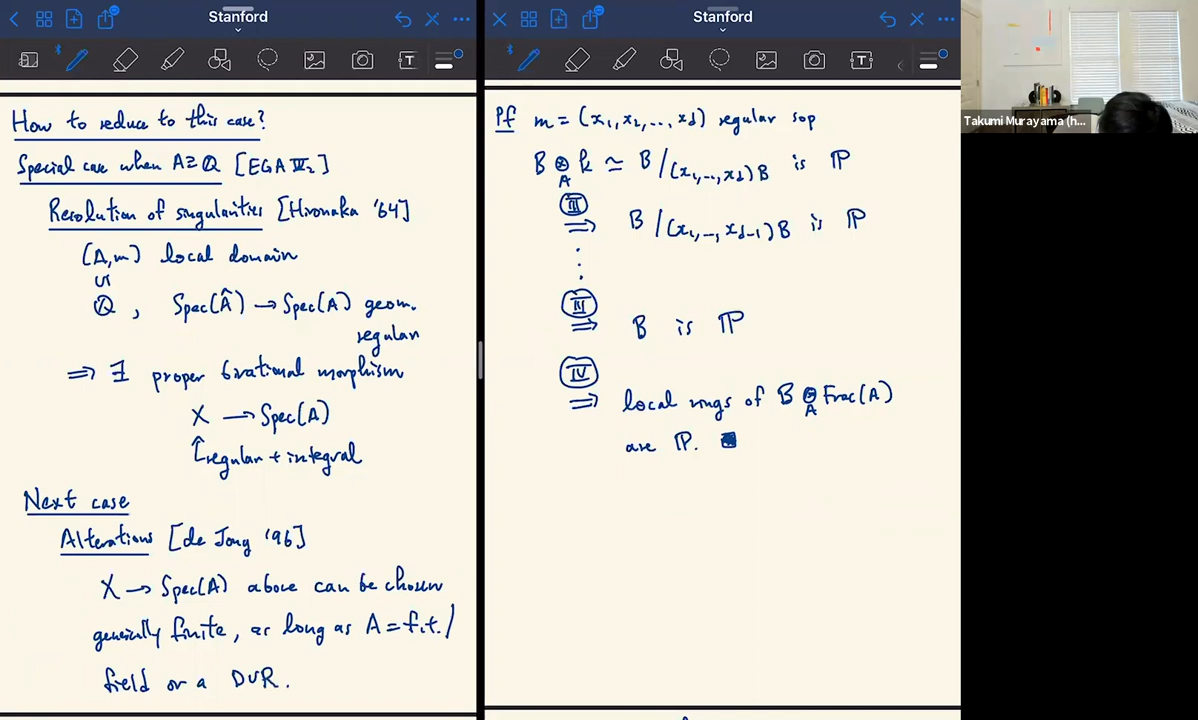 Stanford
How to reduce to this case?
Special case when A ⊇ Q [EGA IV₂]
Resolution of singularities [Hironaka '64]
(A,m) local domain
∪
Q , Spec(Â) → Spec(A) geom.
regular
⇒ ∃ proper birational morphism
X → Spec(A)
↑regular + integral
Next case
Alterations [de Jong '96]
X → Spec(A) above can be chosen
generically finite, as long as A = f.t./
field or a DVR.
Stanford
Pf m = (x₁, x₂, ..., x_d) regular sop
B ⊗_A k ≃ B/(x₁,...,x_d)B is ℙ
III
⇒ B/(x₁,...,x_{d-1})B is ℙ
⋮
III
⇒ B is ℙ
IV
⇒ local rings of B ⊗_A Frac(A)
are ℙ. ■
Takumi Murayama (h...